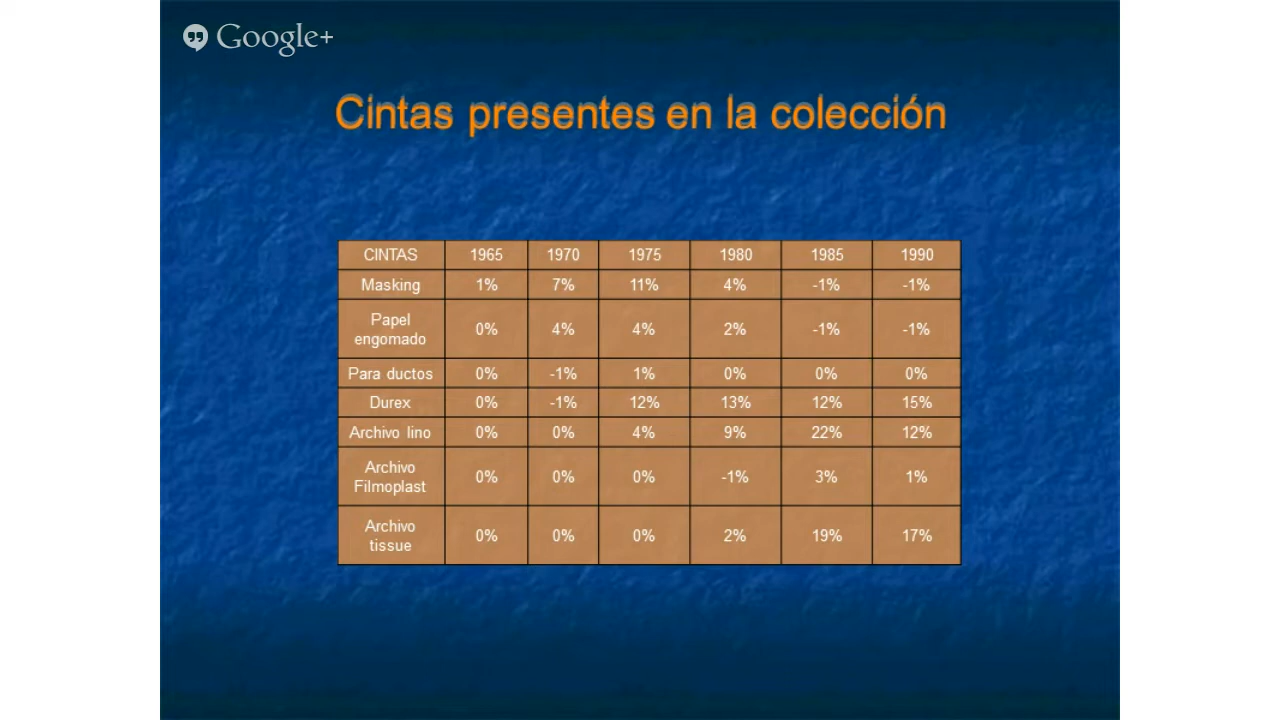 Google+
Cintas presentes en la colección
CINTAS 1965 1970 1975 1980 1985 1990
Masking 1% 7% 11% 4% -1% -1%
Papel
engomado 0% 4% 4% 2% -1% -1%
Para ductos 0% -1% 1% 0% 0% 0%
Durex 0% -1% 12% 13% 12% 15%
Archivo lino 0% 0% 4% 9% 22% 12%
Archivo
Filmoplast 0% 0% 0% -1% 3% 1%
Archivo
tissue 0% 0% 0% 2% 19% 17%